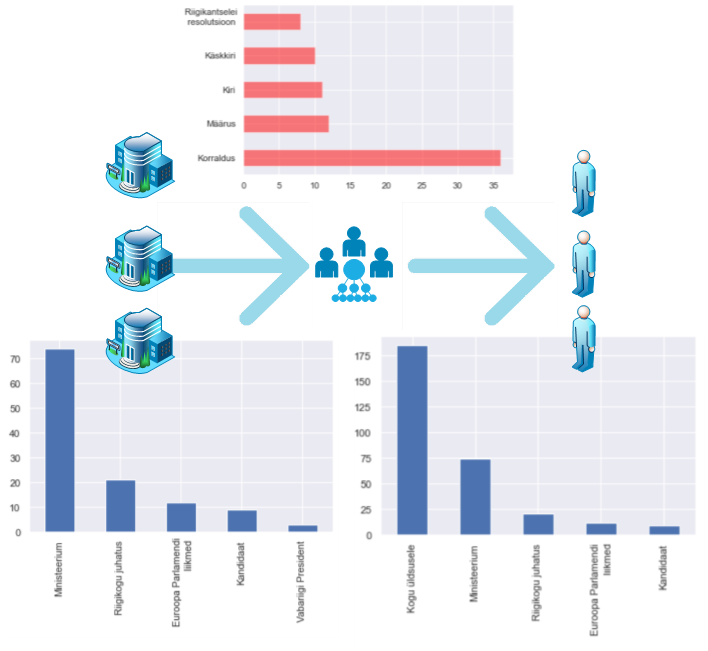 Riigikantselei
resolutsioon
Käskkiri
Kiri
Määrus
Korraldus
0 5 10 15 20 25 30 35
70
60
50
40
30
20
10
0
Ministeerium
Riigikogu juhatus
Euroopa Parlamendi
liikmed
Kandidaat
Vabariigi President
175
150
125
100
75
50
25
0
Kogu üldsusele
Ministeerium
Riigikogu juhatus
Euroopa Parlamendi
liikmed
Kandidaat